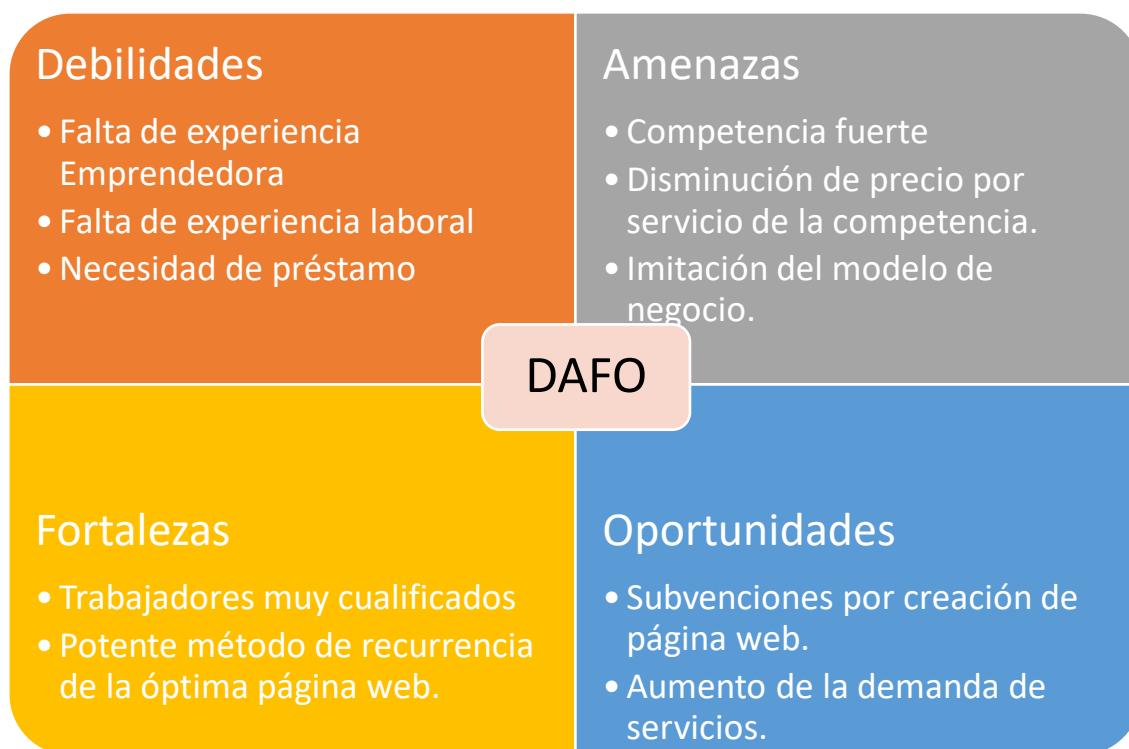 Debilidades
• Falta de experiencia
Emprendedora
• Falta de experiencia laboral
• Necesidad de préstamo
Amenazas
• Competencia fuerte
• Disminución de precio por
servicio de la competencia.
• Imitación del modelo de
negocio.
DAFO
Fortalezas
• Trabajadores muy cualificados
• Potente método de recurrencia
de la óptima página web.
Oportunidades
• Subvenciones por creación de
página web.
• Aumento de la demanda de
servicios.